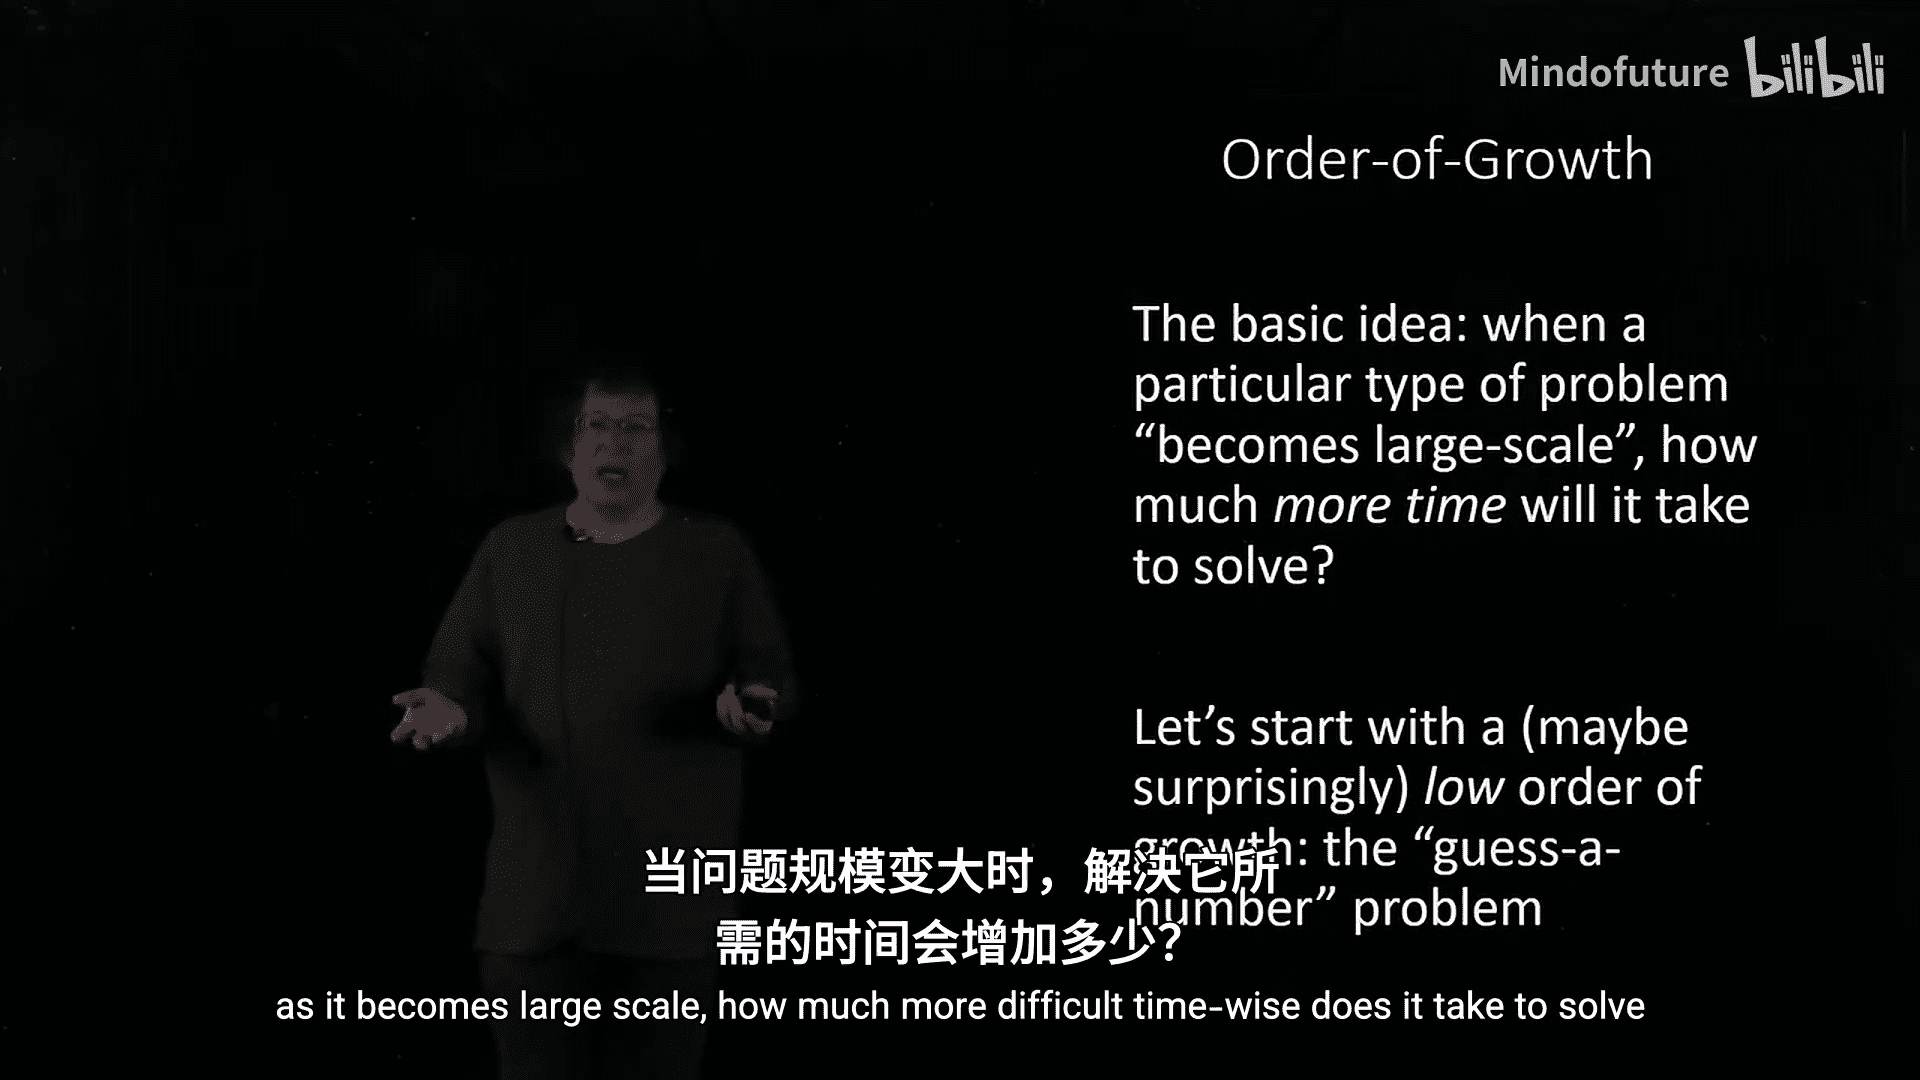 Mindofuture bilibili
Order-of-Growth
The basic idea: when a
particular type of problem
“becomes large-scale”, how
much more time will it take
to solve?
Let’s start with a (maybe
surprisingly) low order of
growth: the “guess-a-
number” problem
当问题规模变大时，解决它所
需的时间会增加多少？
as it becomes large scale, how much more difficult time-wise does it take to solve